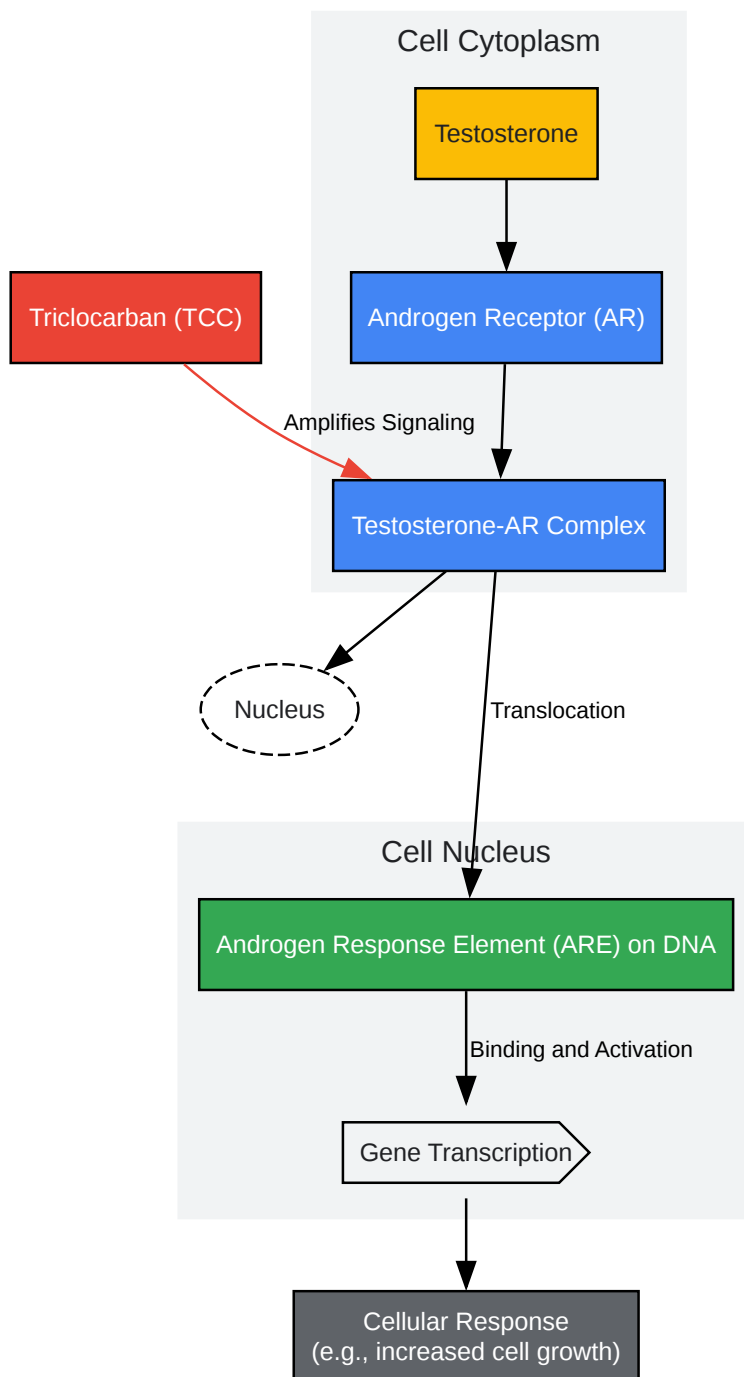 Cell Cytoplasm
Testosterone
Triclocarban (TCC)
Androgen Receptor (AR)
Amplifies Signaling
Testosterone-AR Complex
Nucleus
Translocation
Cell Nucleus
Androgen Response Element (ARE) on DNA
Binding and Activation
Gene Transcription
Cellular Response
(e.g., increased cell growth)